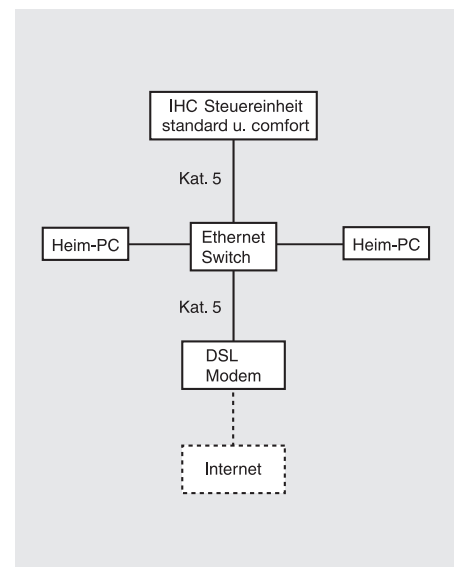 IHC Steuereinheit
standard u. comfort
Kat. 5
Heim-PC
Ethernet
Switch
Heim-PC
Kat. 5
DSL
Modem
Internet